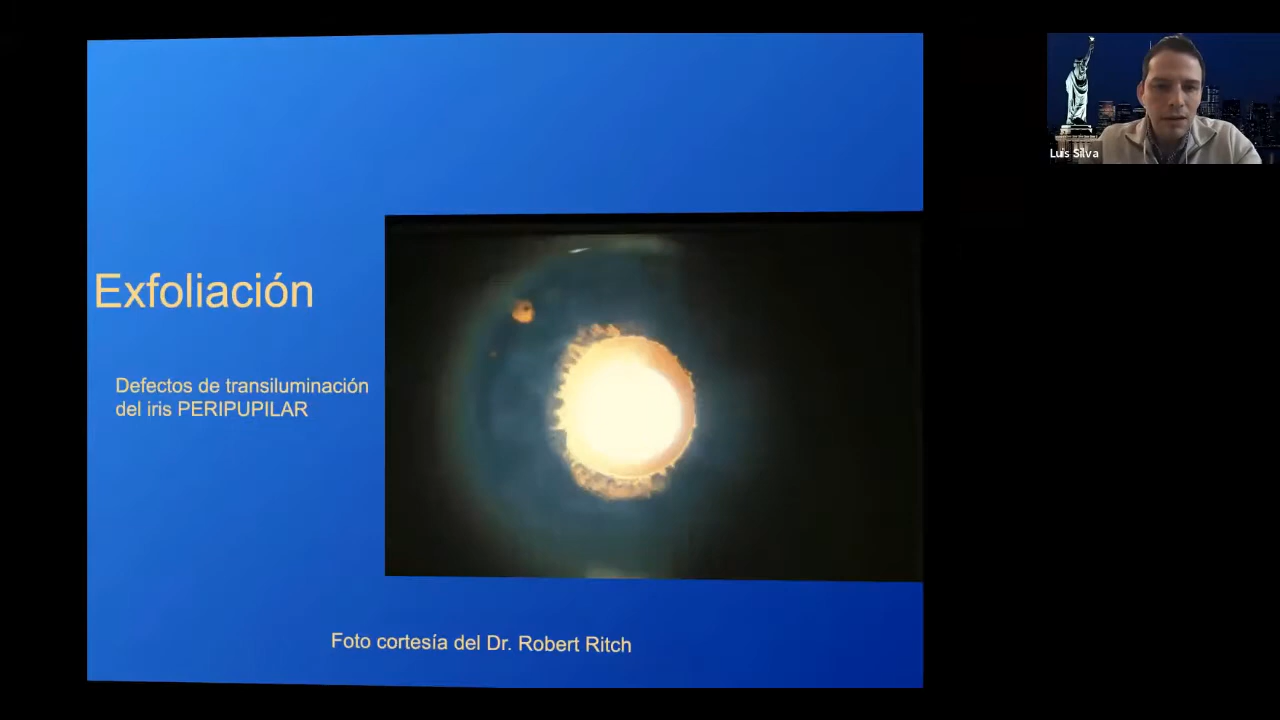 Exfoliación
Defectos de transiluminación
del iris PERIPUPILAR
Foto cortesía del Dr. Robert Ritch
Luis Silva